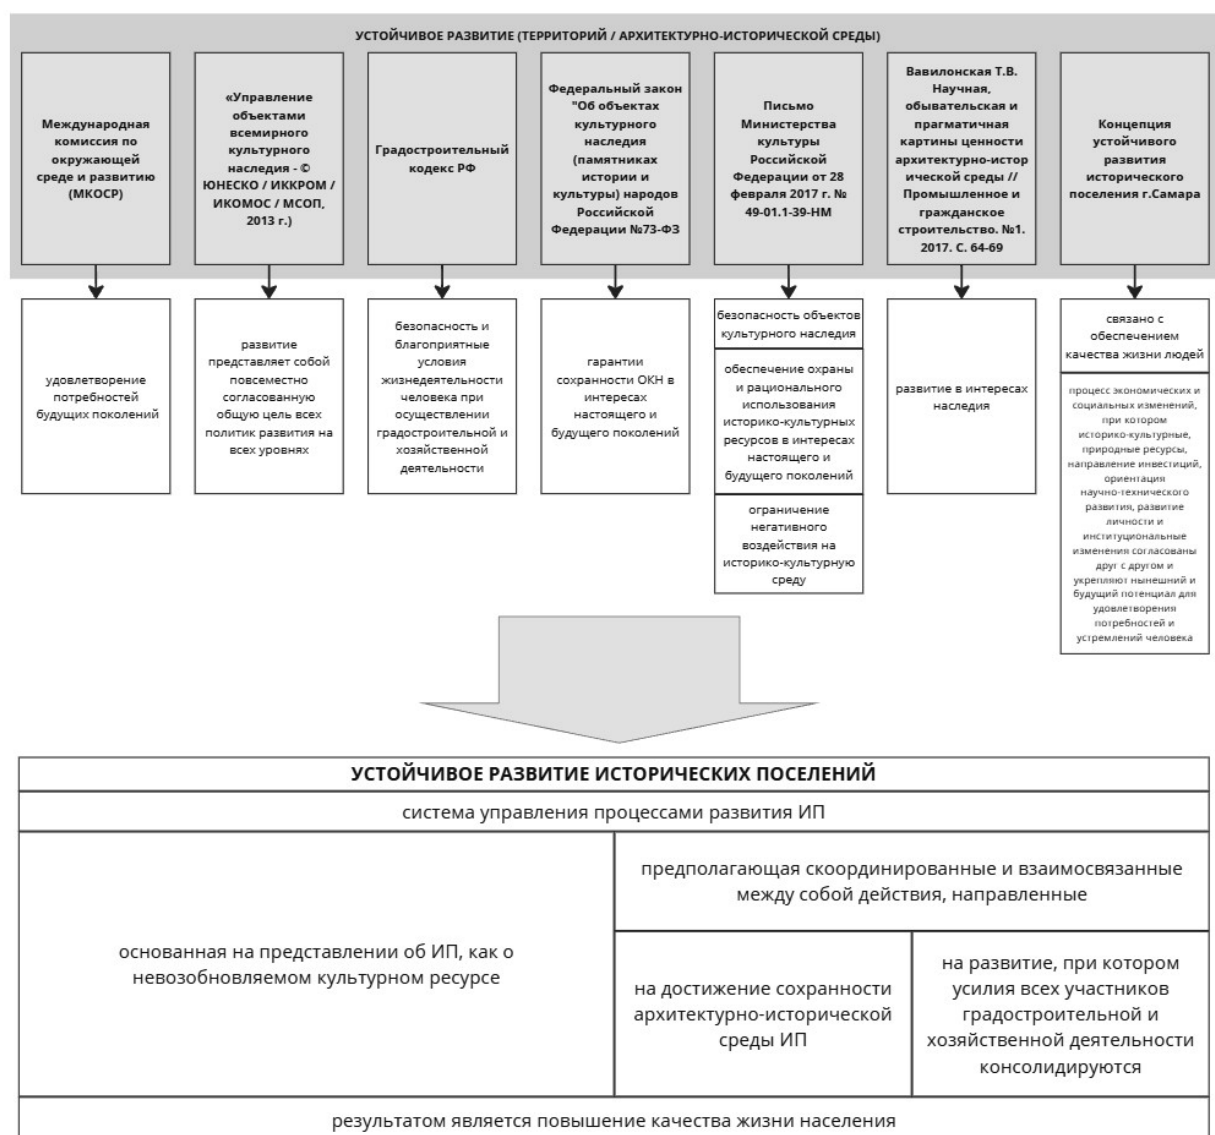 УСТОЙЧИВОЕ РАЗВИТИЕ (ТЕРРИТОРИЙ / АРХИТЕКТУРНО-ИСТОРИЧЕСКОЙ СРЕДЫ)
Международная
комиссия по
окружающей
среде и развитию
(МКОСР)
«Управление
объектами
всемирного
культурного
наследия - ©
ЮНЕСКО / ИККРОМ /
ИКОМОС / МСОП,
2013 г.)
Градостроительный
кодекс РФ
Федеральный закон
"Об объектах
культурного
наследия
(памятниках
истории и
культуры) народов
Российской
Федерации №73-ФЗ
Письмо
Министерства
культуры
Российской
Федерации от 28
февраля 2017 г. №
49-01.1-39-НМ
Вавилонская Т.В.
Научная,
обывательская и
прагматичная
картины ценности
архитектурно-истор
ической среды //
Промышленное и
гражданское
строительство. №1.
2017. С. 64-69
Концепция
устойчивого
развития
исторического
поселения г.Самара
удовлетворение
потребностей
будущих поколений
развитие
представляет собой
повсеместно
согласованную
общую цель всех
политик развития на
всех уровнях
безопасность и
благоприятные
условия
жизнедеятельности
человека при
осуществлении
градостроительной и
хозяйственной
деятельности
гарантии
сохранности ОКН в
интересах
настоящего и
будущего поколений
безопасность объектов
культурного наследия
обеспечение охраны
и рационального
использования
историко-культурных
ресурсов в интересах
настоящего и
будущего поколений
ограничение
негативного
воздействия на
историко-культурную
среду
развитие в интересах
наследия
связано с
обеспечением
качества жизни людей
процесс экономических и
социальных изменений,
при котором
историко-культурные,
природные ресурсы,
направление инвестиций,
ориентация
научно-технического
развития, развитие
личности и
институциональные
изменения согласованы
друг с другом и
укрепляют нынешний и
будущий потенциал для
удовлетворения
потребностей и
устремлений человека
УСТОЙЧИВОЕ РАЗВИТИЕ ИСТОРИЧЕСКИХ ПОСЕЛЕНИЙ
система управления процессами развития ИП
основанная на представлении об ИП, как о
невозобновляемом культурном ресурсе
предполагающая скоординированные и взаимосвязанные
между собой действия, направленные
на достижение сохранности
архитектурно-исторической
среды ИП
на развитие, при котором
усилия всех участников
градостроительной и
хозяйственной деятельности
консолидируются
результатом является повышение качества жизни населения